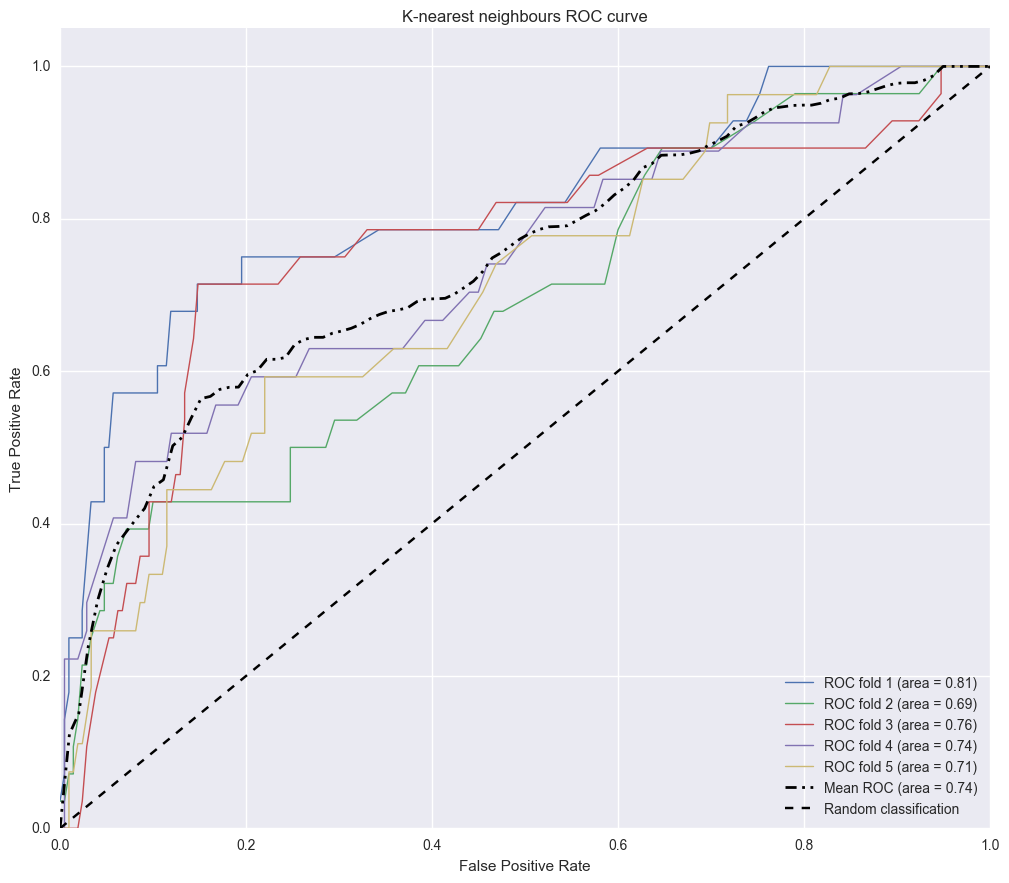 K-nearest neighbours ROC curve
1.0
0.8
0.6
0.4
0.2
0.0
True Positive Rate
ROC fold 1 (area = 0.81)
ROC fold 2 (area = 0.69)
ROC fold 3 (area = 0.76)
ROC fold 4 (area = 0.74)
ROC fold 5 (area = 0.71)
Mean ROC (area = 0.74)
Random classification
0.0 0.2 0.4 0.6 0.8 1.0
False Positive Rate